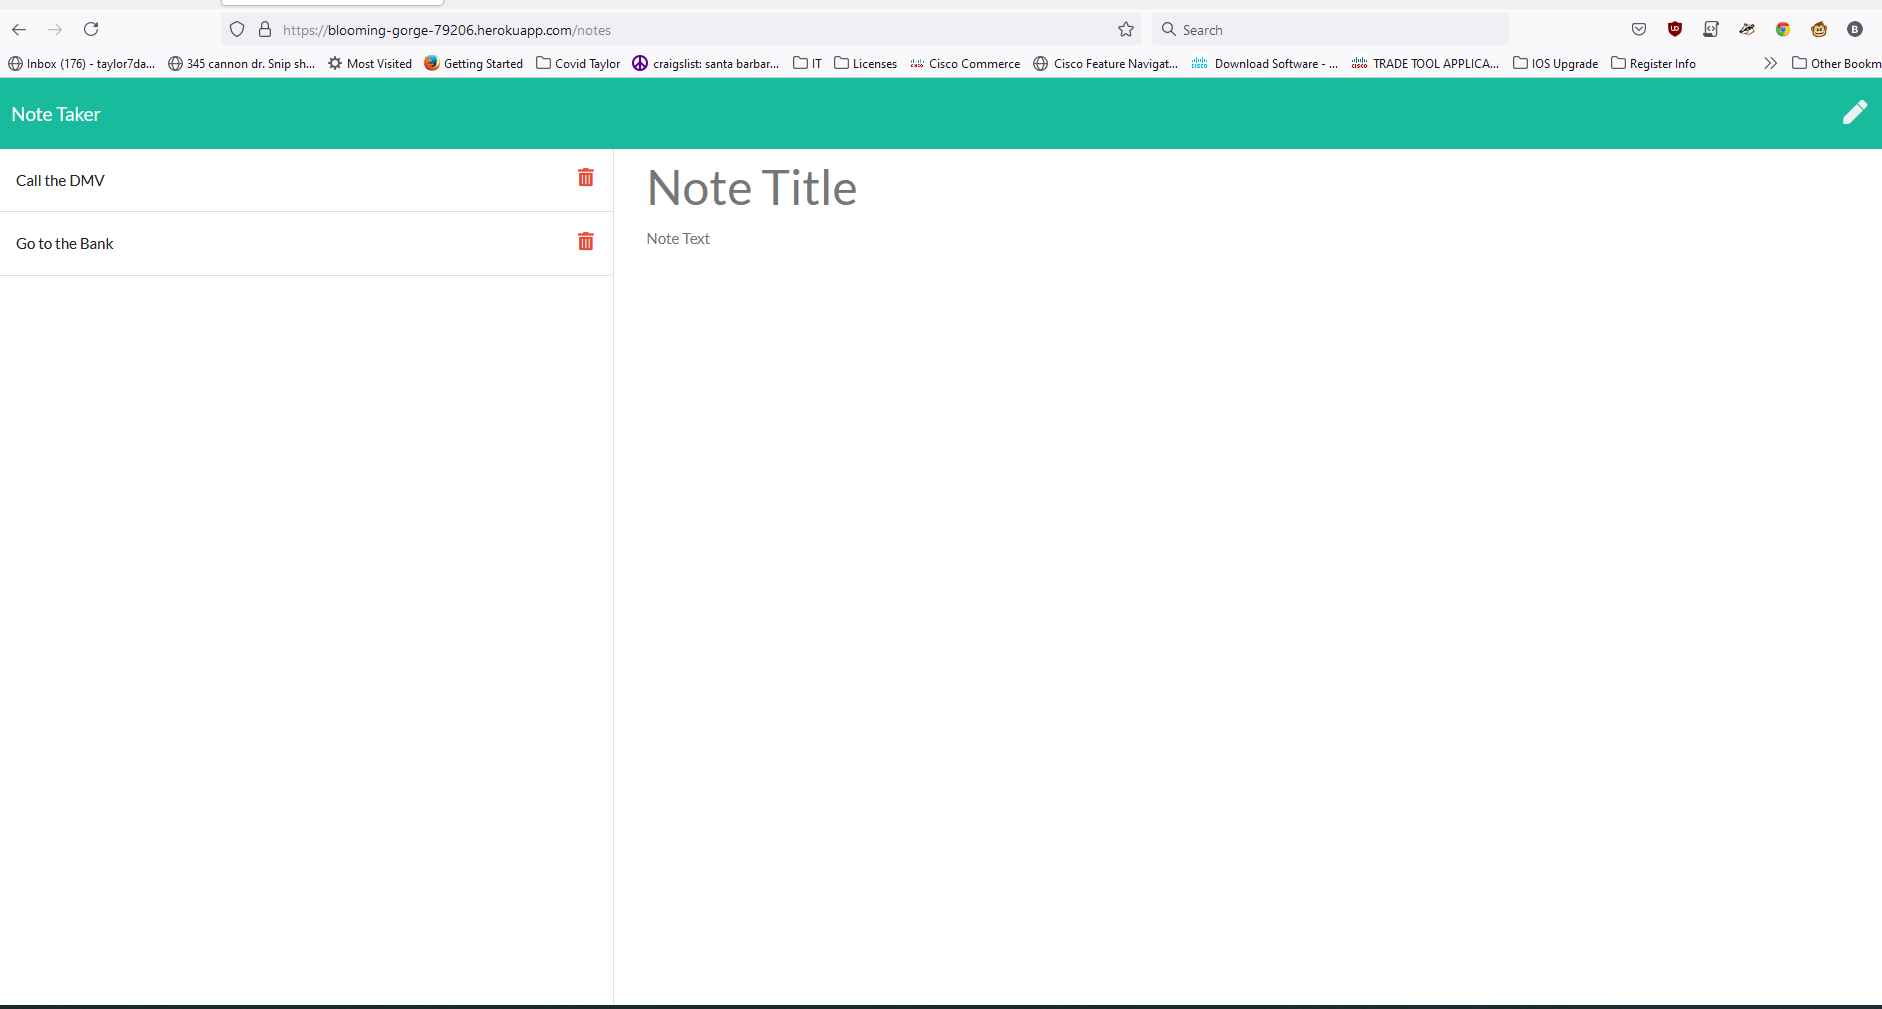 https://blooming-gorge-79206.herokuapp.com/notes Search
Inbox (176) - taylor7da... 345 cannon dr. Snip sh... Most Visited Getting Started Covid Taylor craigslist: santa barbar... IT Licenses Cisco Commerce Cisco Feature Navigat... Download Software - ... TRADE TOOL APPLICA... IOS Upgrade Register Info Other Bookm
Note Taker
Call the DMV
Go to the Bank
Note Title
Note Text